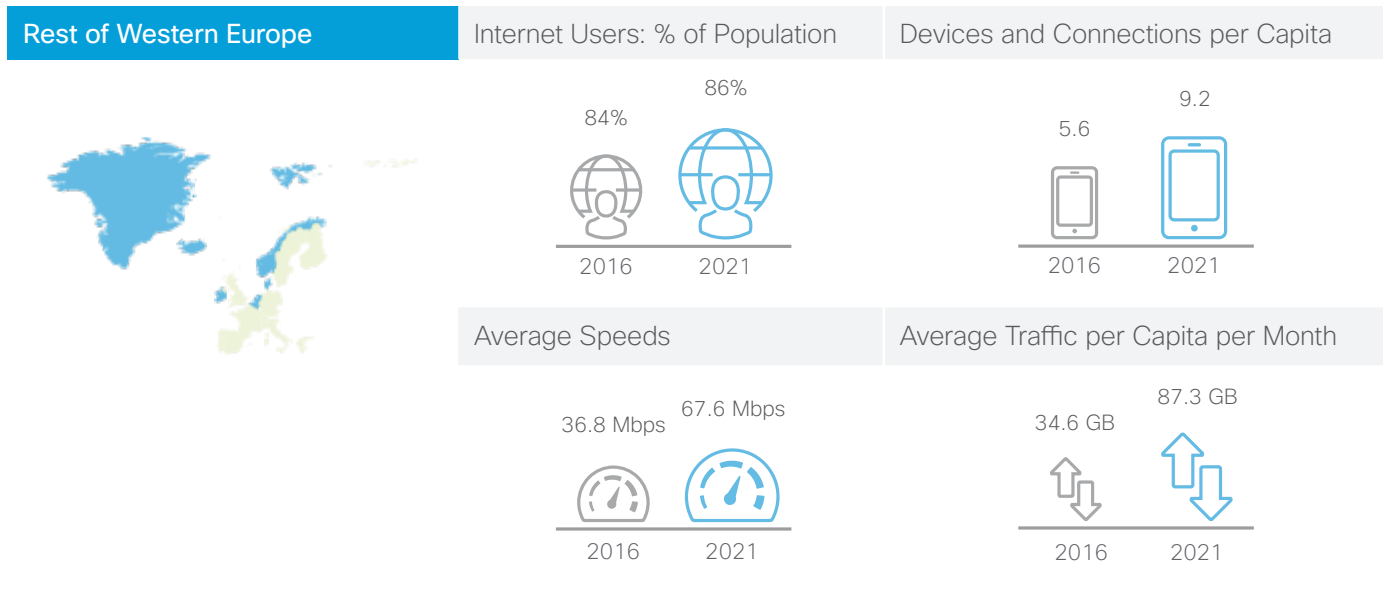 Rest of Western Europe
Internet Users: % of Population
Devices and Connections per Capita
84%
86%
2016
2021
5.6
9.2
2016
2021
Average Speeds
Average Traffic per Capita per Month
36.8 Mbps
67.6 Mbps
2016
2021
34.6 GB
87.3 GB
2016
2021